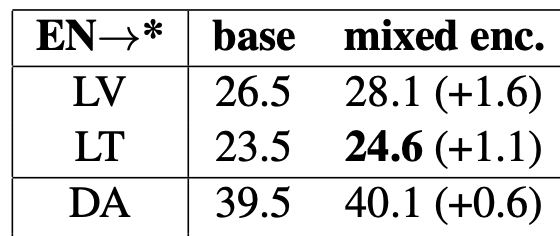 EN→* base mixed enc.
LV 26.5 28.1 (+1.6)
LT 23.5 24.6 (+1.1)
DA 39.5 40.1 (+0.6)